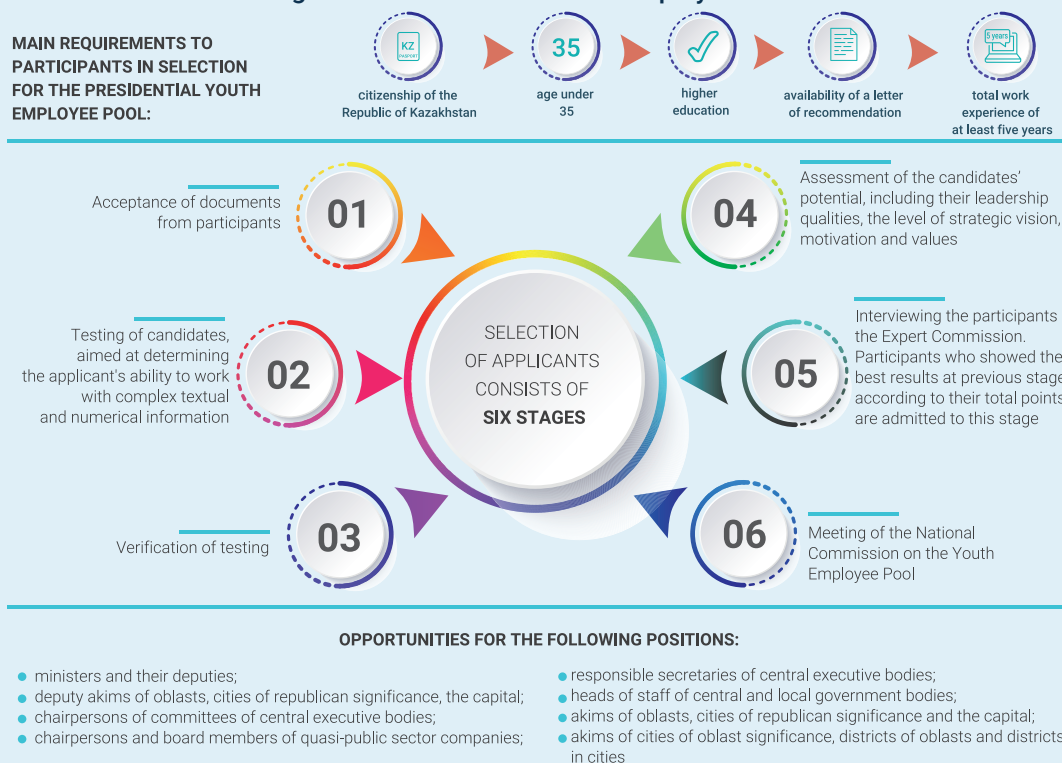 MAIN REQUIREMENTS TO
PARTICIPANTS IN SELECTION
FOR THE PRESIDENTIAL YOUTH
EMPLOYEE POOL:
KZ
PASSPORT
citizenship of the
Republic of Kazakhstan
35
age under
35
higher
education
availability of a letter
of recommendation
5 years
total work
experience of
at least five years
01
Acceptance of documents
from participants
02
Testing of candidates,
aimed at determining
the applicant's ability to work
with complex textual
and numerical information
03
Verification of testing
SELECTION
OF APPLICANTS
CONSISTS OF
SIX STAGES
04
Assessment of the candidates'
potential, including their leadership
qualities, the level of strategic vision,
motivation and values
05
Interviewing the participants
the Expert Commission.
Participants who showed the
best results at previous stage
according to their total points
are admitted to this stage
06
Meeting of the National
Commission on the Youth
Employee Pool
OPPORTUNITIES FOR THE FOLLOWING POSITIONS:
ministers and their deputies;
deputy akims of oblasts, cities of republican significance, the capital;
chairpersons of committees of central executive bodies;
chairpersons and board members of quasi-public sector companies;
responsible secretaries of central executive bodies;
heads of staff of central and local government bodies;
akims of oblasts, cities of republican significance and the capital;
akims of cities of oblast significance, districts of oblasts and districts
in cities